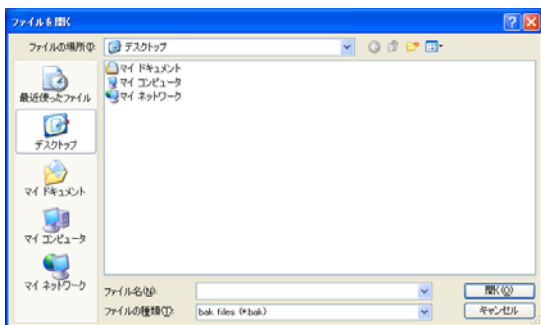 ファイルを開く
ファイルの場所(I):
デスクトップ
最近使ったファイル
デスクトップ
マイ ドキュメント
マイ コンピュータ
マイ ネットワーク
マイ ドキュメント
マイ コンピュータ
マイ ネットワーク
ファイル名(N):
開く(O)
ファイルの種類(T):
bak files (*.bak)
キャンセル